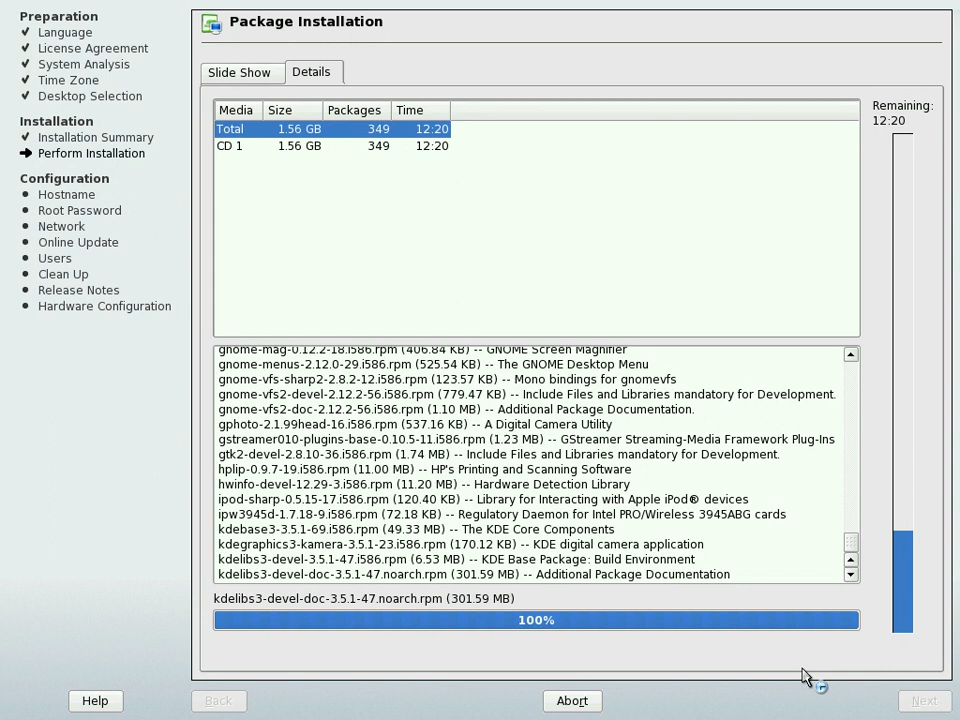 Preparation
Language
License Agreement
System Analysis
Time Zone
Desktop Selection
Installation
Installation Summary
Perform Installation
Configuration
Hostname
Root Password
Network
Online Update
Users
Clean Up
Release Notes
Hardware Configuration
Package Installation
Slide Show Details
Media Size Packages Time
Total 1.56 GB 349 12:20
CD 1 1.56 GB 349 12:20
Remaining:
12:20
gnome-mag-0.12.2-18.i586.rpm (406.84 KB) -- GNOME Screen Magnifier
gnome-menus-2.12.0-29.i586.rpm (525.54 KB) -- The GNOME Desktop Menu
gnome-vfs-sharp2-2.8.2-12.i586.rpm (123.57 KB) -- Mono bindings for gnomevfs
gnome-vfs2-devel-2.12.2-56.i586.rpm (779.47 KB) -- Include Files and Libraries mandatory for Development.
gnome-vfs2-doc-2.12.2-56.i586.rpm (1.10 MB) -- Additional Package Documentation.
gphoto-2.1.99head-16.i586.rpm (537.16 KB) -- A Digital Camera Utility
gstreamer010-plugins-base-0.10.5-11.i586.rpm (1.23 MB) -- GStreamer Streaming-Media Framework Plug-Ins
gtk2-devel-2.8.10-36.i586.rpm (1.74 MB) -- Include Files and Libraries mandatory for Development.
hplip-0.9.7-19.i586.rpm (11.00 MB) -- HP's Printing and Scanning Software
hwinfo-devel-12.29-3.i586.rpm (11.20 MB) -- Hardware Detection Library
ipod-sharp-0.5.15-17.i586.rpm (120.40 KB) -- Library for Interacting with Apple iPod® devices
ipw3945d-1.7.18-9.i586.rpm (72.18 KB) -- Regulatory Daemon for Intel PRO/Wireless 3945ABG cards
kdebase3-3.5.1-69.i586.rpm (49.33 MB) -- The KDE Core Components
kdegraphics3-kamera-3.5.1-23.i586.rpm (170.12 KB) -- KDE digital camera application
kdelibs3-devel-3.5.1-47.i586.rpm (6.53 MB) -- KDE Base Package: Build Environment
kdelibs3-devel-doc-3.5.1-47.noarch.rpm (301.59 MB) -- Additional Package Documentation
kdelibs3-devel-doc-3.5.1-47.noarch.rpm (301.59 MB)
100%
Help Back Abort Next